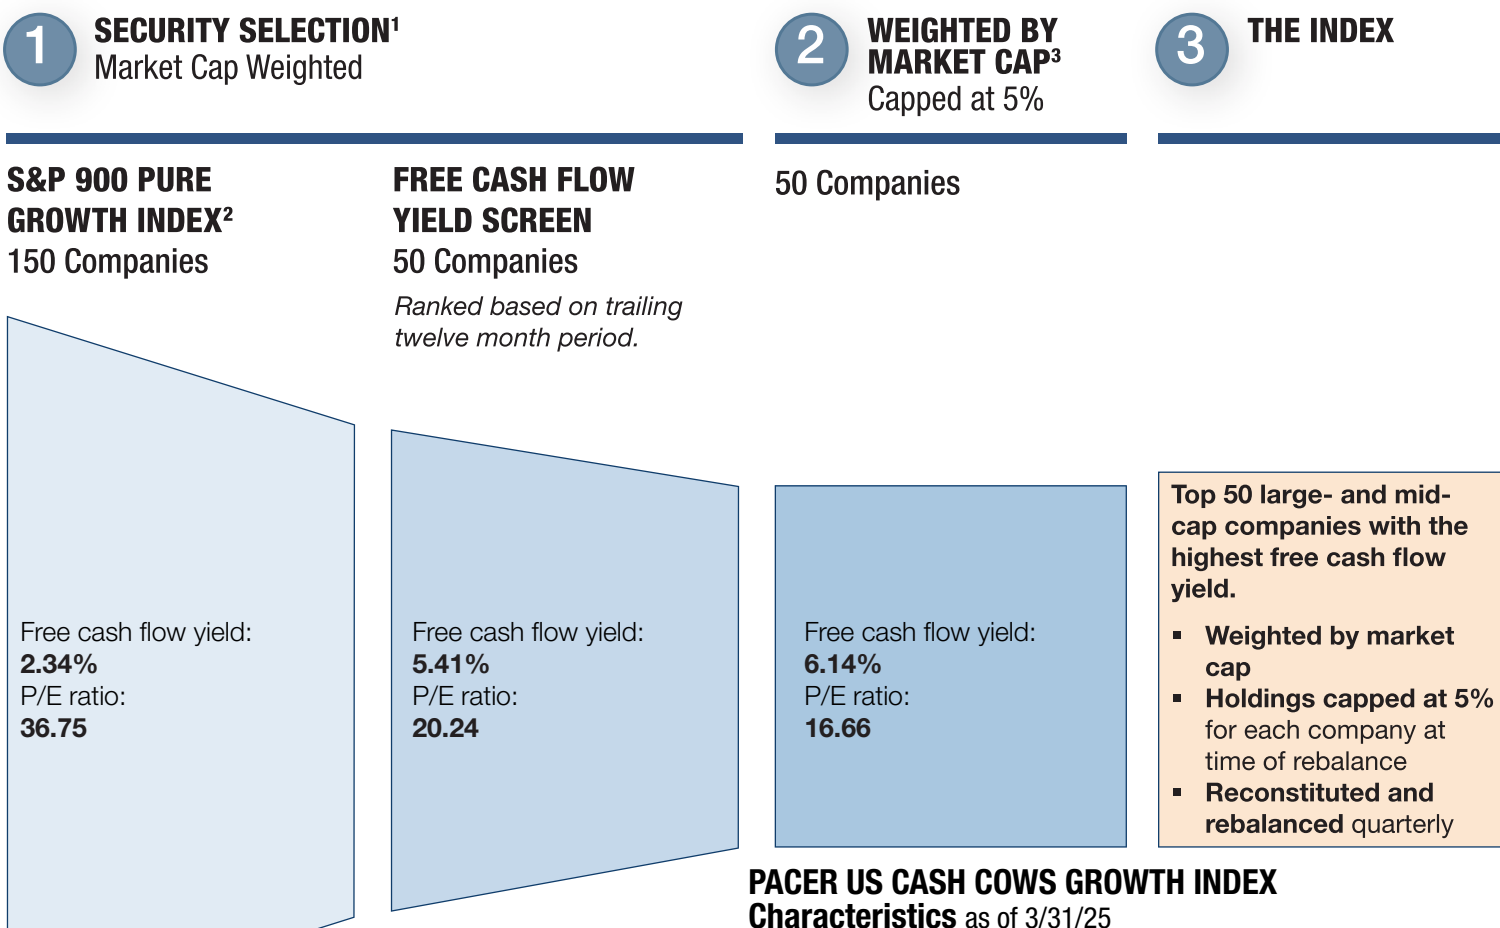 1
SECURITY SELECTION¹
Market Cap Weighted
2
WEIGHTED BY
MARKET CAP³
Capped at 5%
3
THE INDEX
S&P 900 PURE
GROWTH INDEX²
150 Companies
FREE CASH FLOW
YIELD SCREEN
50 Companies
Ranked based on trailing
twelve month period.
50 Companies
Free cash flow yield:
2.34%
P/E ratio:
36.75
Free cash flow yield:
5.41%
P/E ratio:
20.24
Free cash flow yield:
6.14%
P/E ratio:
16.66
Top 50 large- and mid-
cap companies with the
highest free cash flow
yield.
▪ Weighted by market
cap
▪ Holdings capped at 5%
for each company at
time of rebalance
▪ Reconstituted and
rebalanced quarterly
PACER US CASH COWS GROWTH INDEX
Characteristics as of 3/31/25